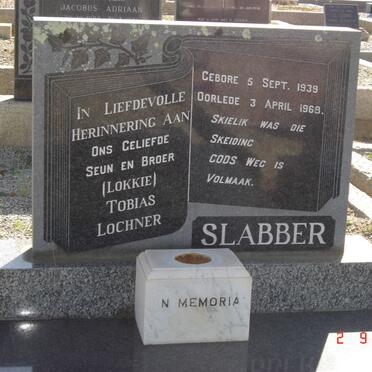 JACOBUS ADRIAAN
IN LIEFDEVOLLE
HERINNERING AAN
ONS GELIEFDE
SEUN EN BROER
(LOKKIE)
TOBIAS
LOCHNER
GEBORE 5 SEPT. 1939
OORLEDE 3 APRIL 1969.
SKIELIK WAS DIE
SKEIDING
GODS WEG IS
VOLMAAK.
SLABBER
N MEMORIA
2 9